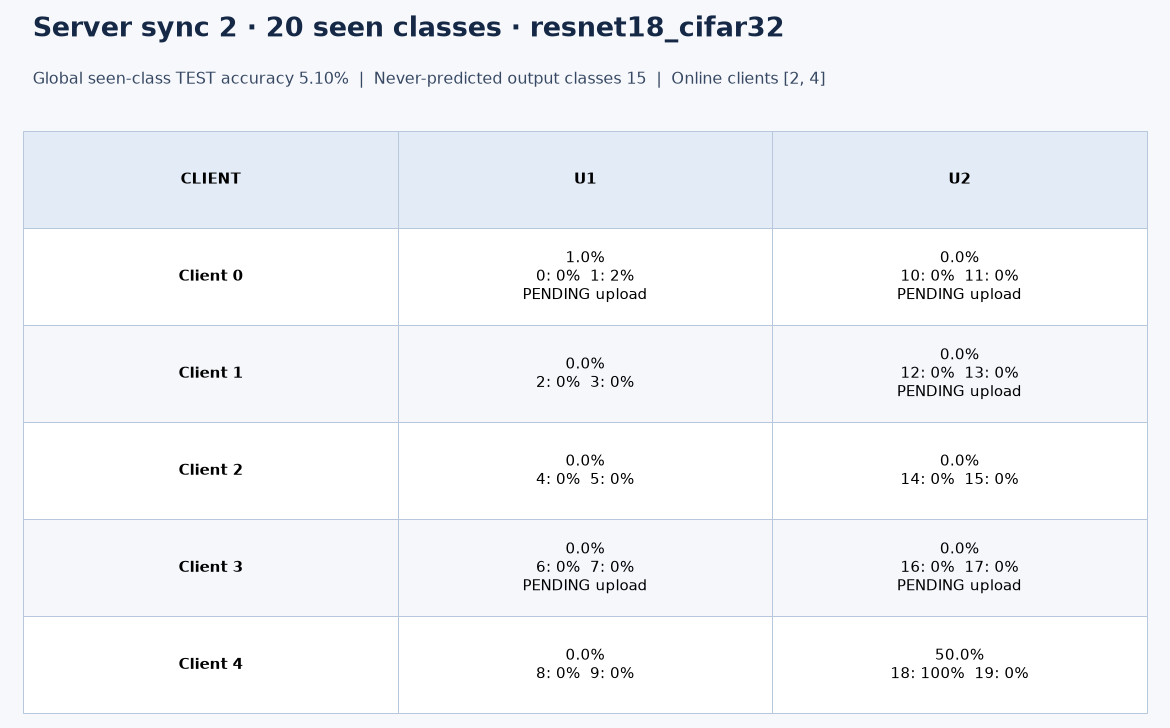 Server sync 2 · 20 seen classes · resnet18_cifar32
Global seen-class TEST accuracy 5.10%  |  Never-predicted output classes 15  |  Online clients [2, 4]
CLIENT
U1
U2
Client 0
1.0%
0: 0%  1: 2%
PENDING upload
0.0%
10: 0%  11: 0%
PENDING upload
Client 1
0.0%
2: 0%  3: 0%
0.0%
12: 0%  13: 0%
PENDING upload
Client 2
0.0%
4: 0%  5: 0%
0.0%
14: 0%  15: 0%
Client 3
0.0%
6: 0%  7: 0%
PENDING upload
0.0%
16: 0%  17: 0%
PENDING upload
Client 4
0.0%
8: 0%  9: 0%
50.0%
18: 100%  19: 0%